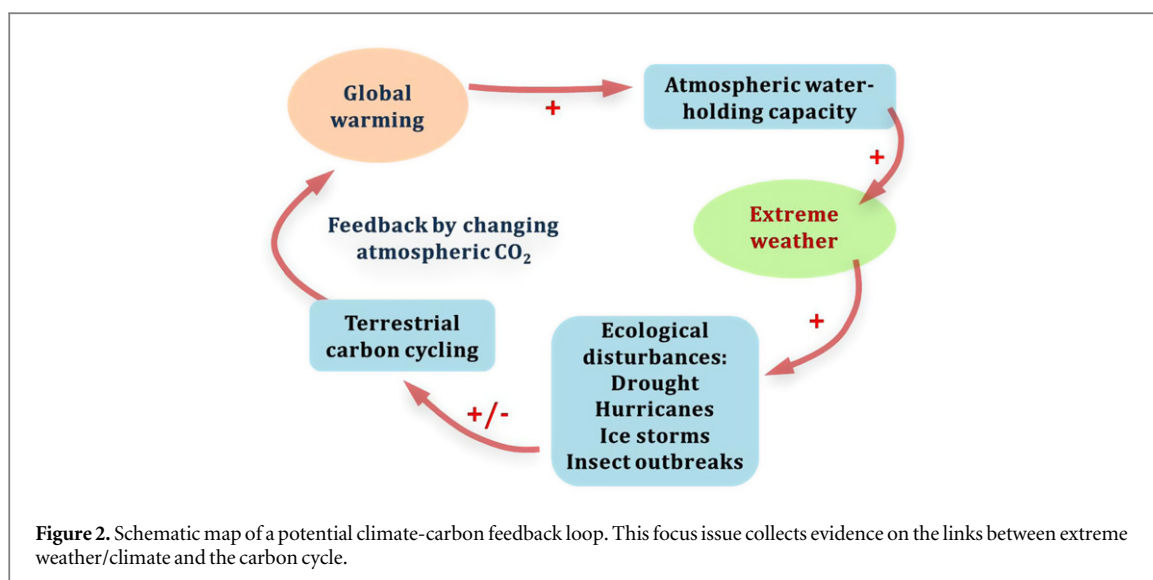 Global
warming
+
Atmospheric water-
holding capacity
+
Extreme
weather
+
Ecological
disturbances:
Drought
Hurricanes
Ice storms
Insect outbreaks
+/-
Terrestrial
carbon cycling
Feedback by changing
atmospheric CO₂
Figure 2. Schematic map of a potential climate-carbon feedback loop. This focus issue collects evidence on the links between extreme
weather/climate and the carbon cycle.